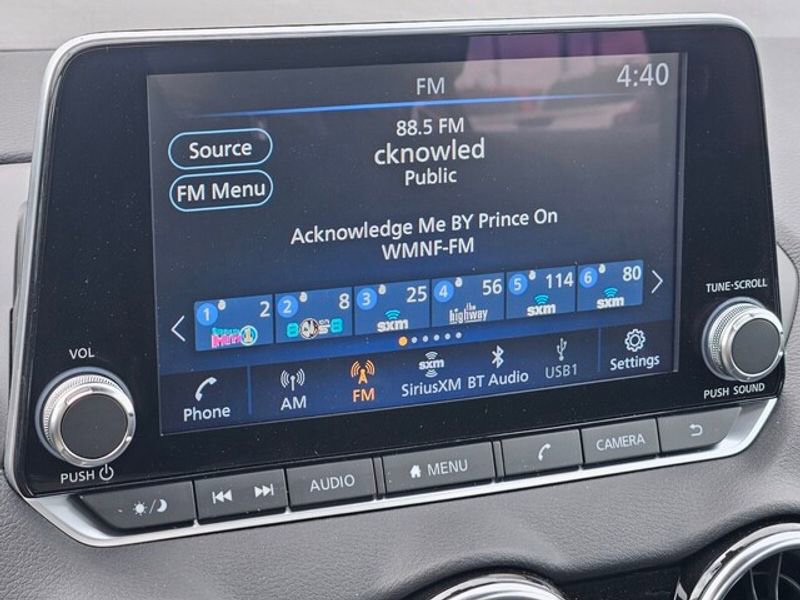 FM
4:40
Source
FM Menu
88.5 FM
cknowled
Public
Acknowledge Me BY Prince On
WMNF-FM
1 2
2 8
3 25
4 56
5 114
6 80
1
sxm
the
highway
sxm
sxm
Phone
AM
FM
sxm
SiriusXM
BT Audio
USB1
Settings
VOL
PUSH
TUNE·SCROLL
PUSH SOUND
AUDIO
MENU
CAMERA